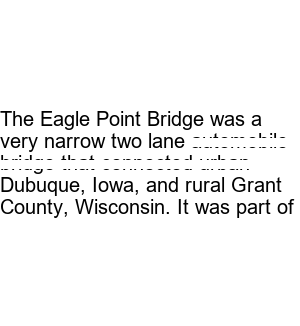 The Eagle Point Bridge was a
very narrow two lane automobile
bridge that connected urban
Dubuque, Iowa, and rural Grant
County, Wisconsin. It was part of